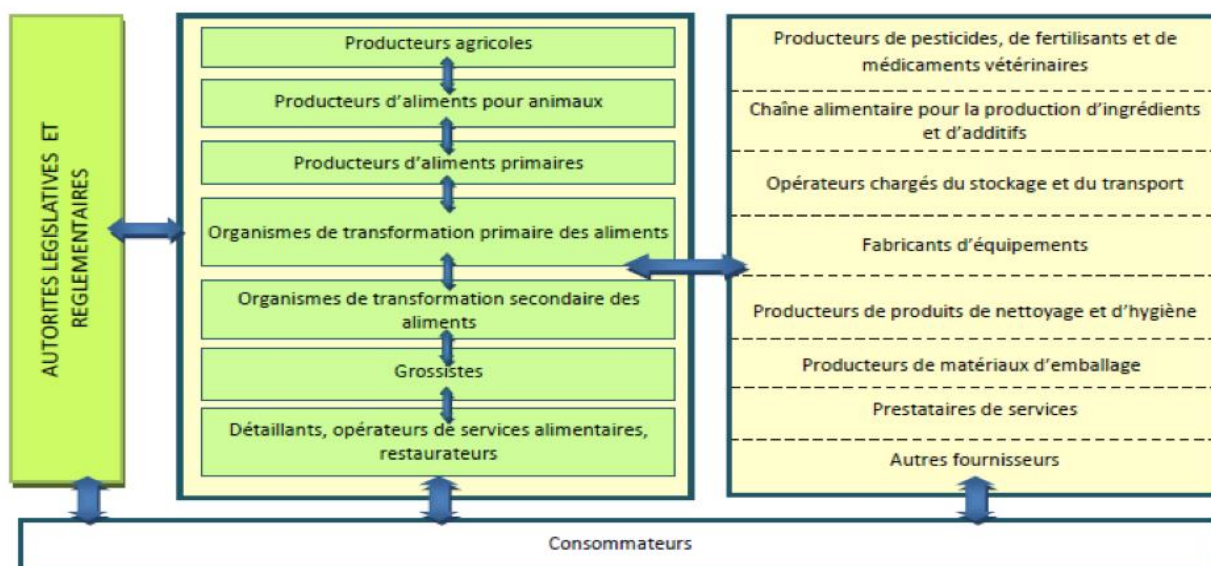 AUTORITES LEGISLATIVES ET
REGLEMENTAIRES
Producteurs agricoles
Producteurs d'aliments pour animaux
Producteurs d'aliments primaires
Organismes de transformation primaire des aliments
Organismes de transformation secondaire des
aliments
Grossistes
Détaillants, opérateurs de services alimentaires,
restaurateurs
Producteurs de pesticides, de fertilisants et de
médicaments vétérinaires
Chaîne alimentaire pour la production d'ingrédients
et d'additifs
Opérateurs chargés du stockage et du transport
Fabricants d'équipements
Producteurs de produits de nettoyage et d'hygiène
Producteurs de matériaux d'emballage
Prestataires de services
Autres fournisseurs
Consommateurs